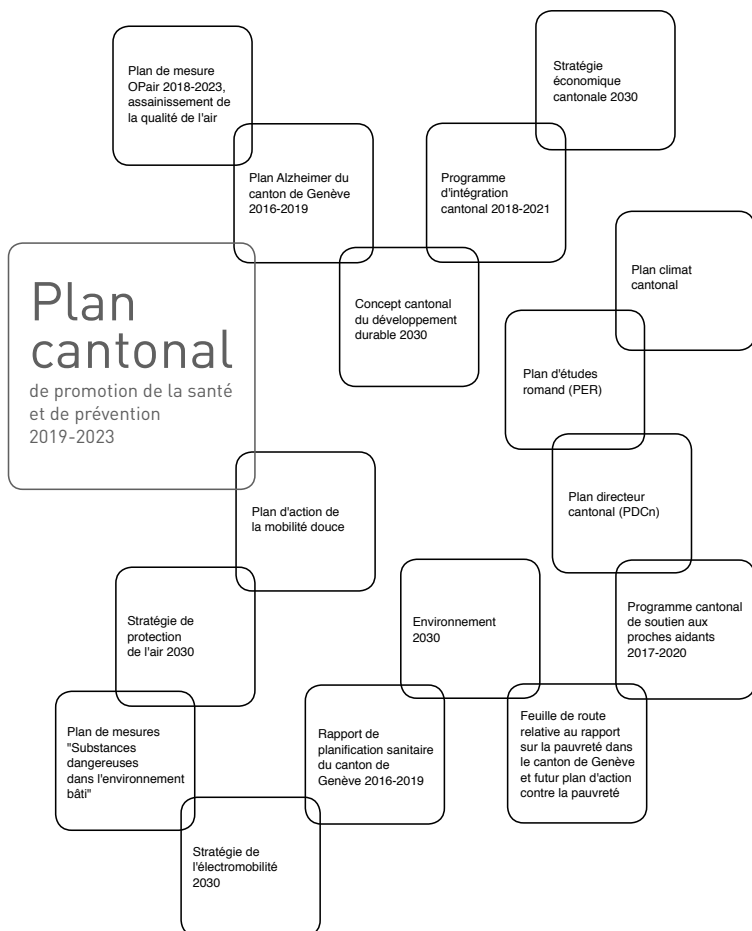 Plan de mesure
OPair 2018-2023,
assainissement de
la qualité de l'air
Stratégie
économique
cantonale 2030
Plan Alzheimer du
canton de Genève
2016-2019
Programme
d'intégration
cantonal 2018-2021
Plan climat
cantonal
Plan
cantonal
de promotion de la santé
et de prévention
2019-2023
Concept cantonal
du développement
durable 2030
Plan d'études
romand (PER)
Plan directeur
cantonal (PDCn)
Plan d'action de
la mobilité douce
Stratégie de
protection
de l'air 2030
Environnement
2030
Programme cantonal
de soutien aux
proches aidants
2017-2020
Plan de mesures
"Substances
dangereuses
dans l'environnement
bâti"
Rapport de
planification sanitaire
du canton de
Genève 2016-2019
Feuille de route
relative au rapport
sur la pauvreté dans
le canton de Genève
et futur plan d'action
contre la pauvreté
Stratégie de
l'électromobilité
2030